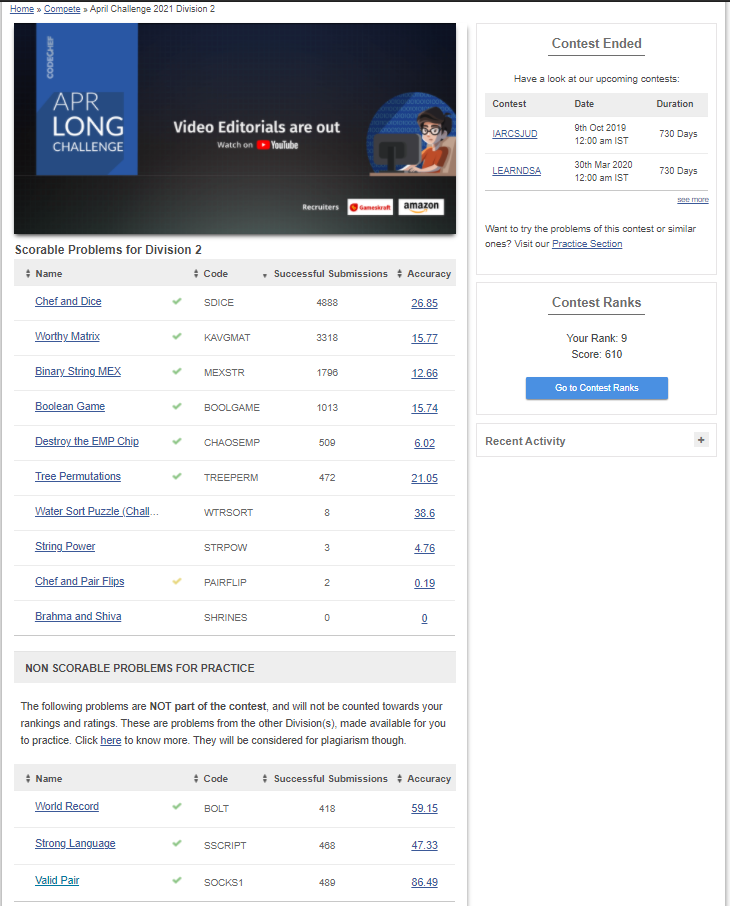 Home » Compete » April Challenge 2021 Division 2
CODECHEF
APR
LONG
CHALLENGE
Video Editorials are out
Watch on YouTube
Recruiters Gameskraft amazon
Scorable Problems for Division 2
Name Code Successful Submissions Accuracy
Chef and Dice SDICE 4888 26.85
Worthy Matrix KAVGMAT 3318 15.77
Binary String MEX MEXSTR 1796 12.66
Boolean Game BOOLGAME 1013 15.74
Destroy the EMP Chip CHAOSEMP 509 6.02
Tree Permutations TREEPERM 472 21.05
Water Sort Puzzle (Chall... WTRSORT 8 38.6
String Power STRPOW 3 4.76
Chef and Pair Flips PAIRFLIP 2 0.19
Brahma and Shiva SHRINES 0 0
NON SCORABLE PROBLEMS FOR PRACTICE
The following problems are NOT part of the contest, and will not be counted towards your
rankings and ratings. These are problems from the other Division(s), made available for you
to practice. Click here to know more. They will be considered for plagiarism though.
Name Code Successful Submissions Accuracy
World Record BOLT 418 59.15
Strong Language SSCRIPT 468 47.33
Valid Pair SOCKS1 489 86.49
Contest Ended
Have a look at our upcoming contests:
Contest Date Duration
IARCSJUD 9th Oct 2019 730 Days
12:00 am IST
LEARNDSA 30th Mar 2020 730 Days
12:00 am IST
see more
Want to try the problems of this contest or similar
ones? Visit our Practice Section
Contest Ranks
Your Rank: 9
Score: 610
Go to Contest Ranks
Recent Activity +